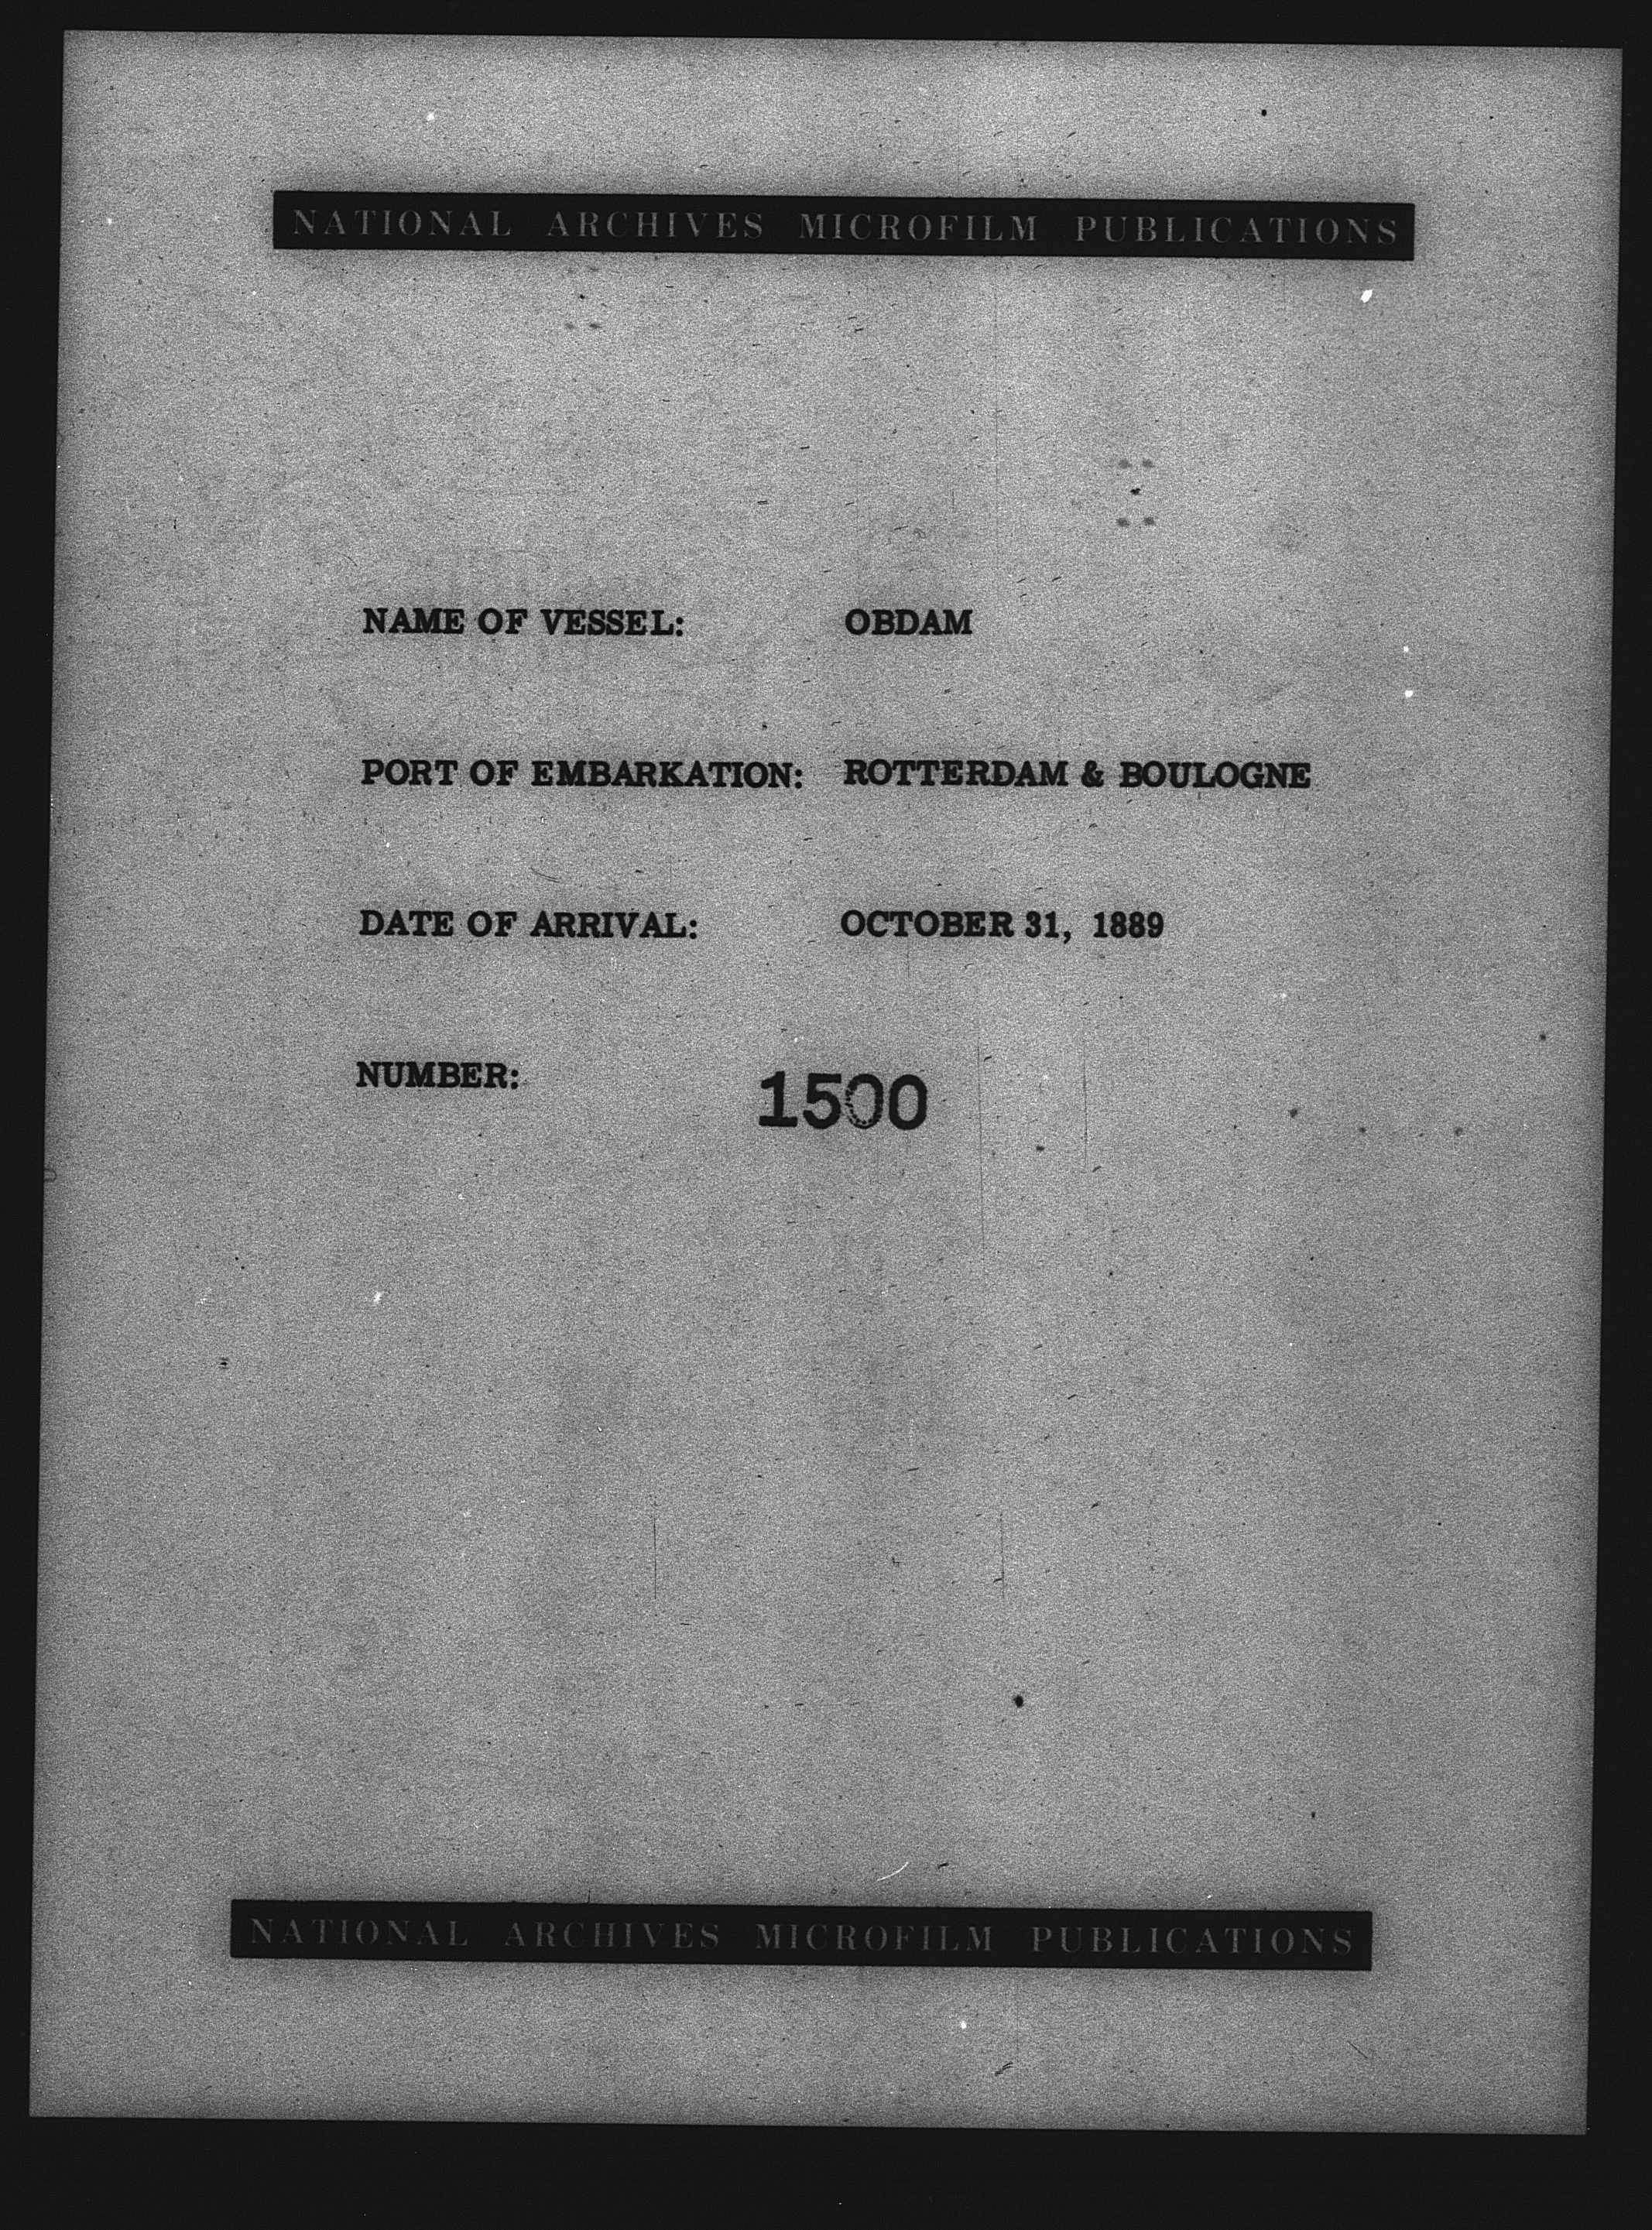 NATIONAL ARCHIVES MICROFILM PUBLICATIONS
NAME OF VESSEL: OBDAM
PORT OF EMBARKATION: ROTTERDAM & BOULOGNE
DATE OF ARRIVAL: OCTOBER 31, 1889
NUMBER: 1500
NATIONAL ARCHIVES MICROFILM PUBLICATIONS